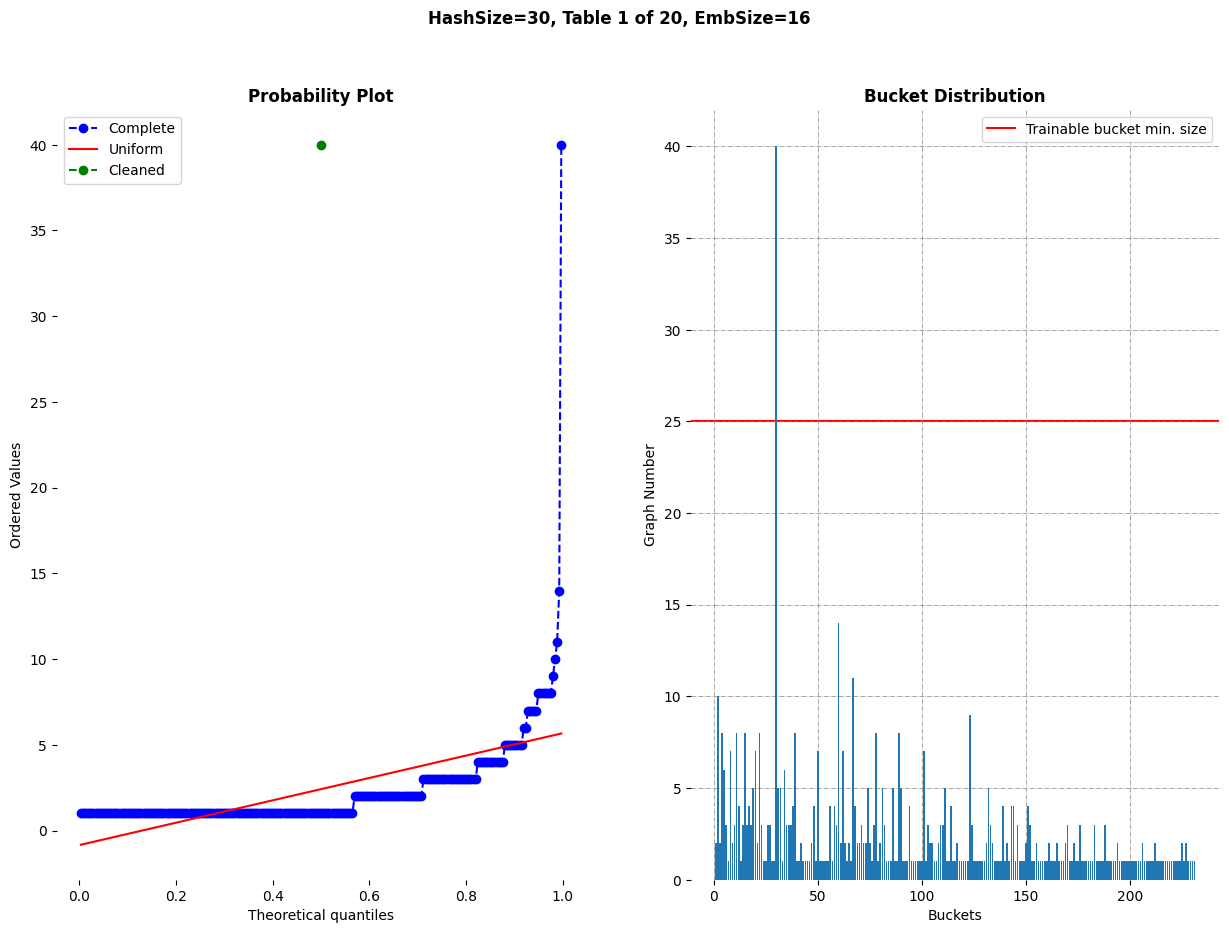 HashSize=30, Table 1 of 20, EmbSize=16
Probability Plot
Complete
Uniform
Cleaned
40
35
30
25
20
15
10
5
0
Ordered Values
0.0 0.2 0.4 0.6 0.8 1.0
Theoretical quantiles
Bucket Distribution
Trainable bucket min. size
40
35
30
25
20
15
10
5
0
Graph Number
0 50 100 150 200
Buckets